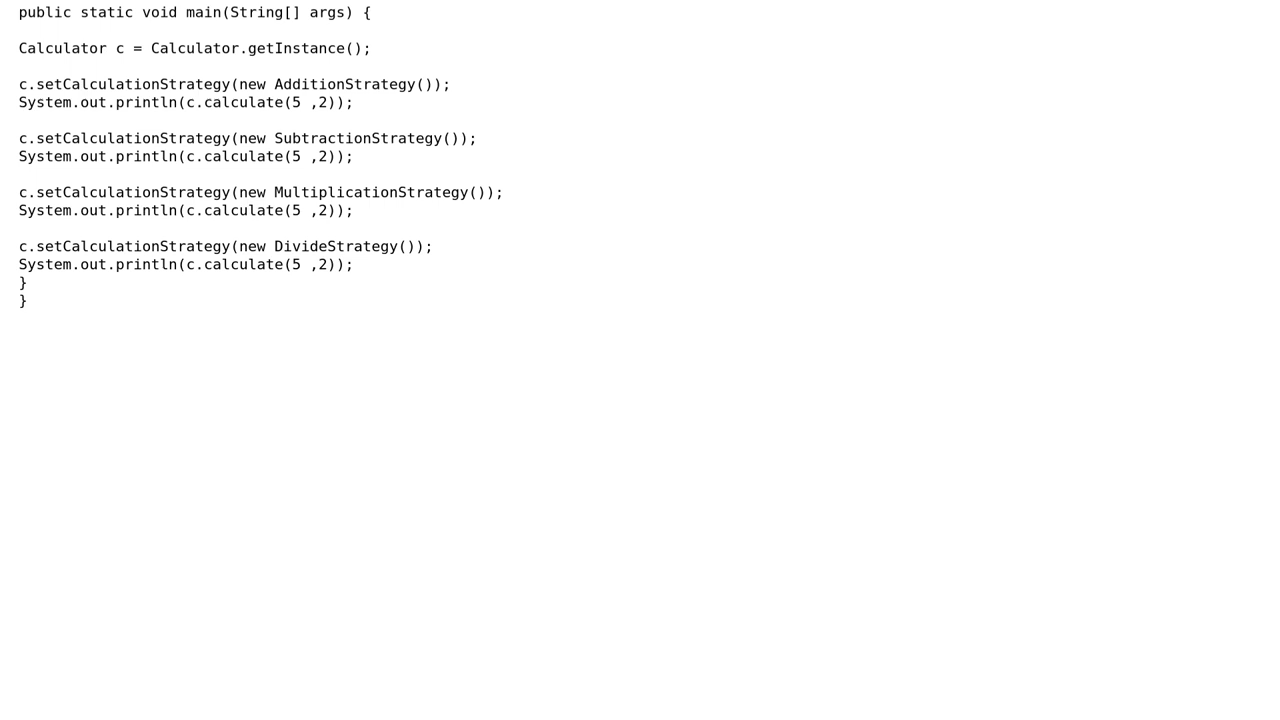 public static void main(String[] args) {
Calculator c = Calculator.getInstance();
c.setCalculationStrategy(new AdditionStrategy());
System.out.println(c.calculate(5 ,2));
c.setCalculationStrategy(new SubtractionStrategy());
System.out.println(c.calculate(5 ,2));
c.setCalculationStrategy(new MultiplicationStrategy());
System.out.println(c.calculate(5 ,2));
c.setCalculationStrategy(new DivideStrategy());
System.out.println(c.calculate(5 ,2));
}
}